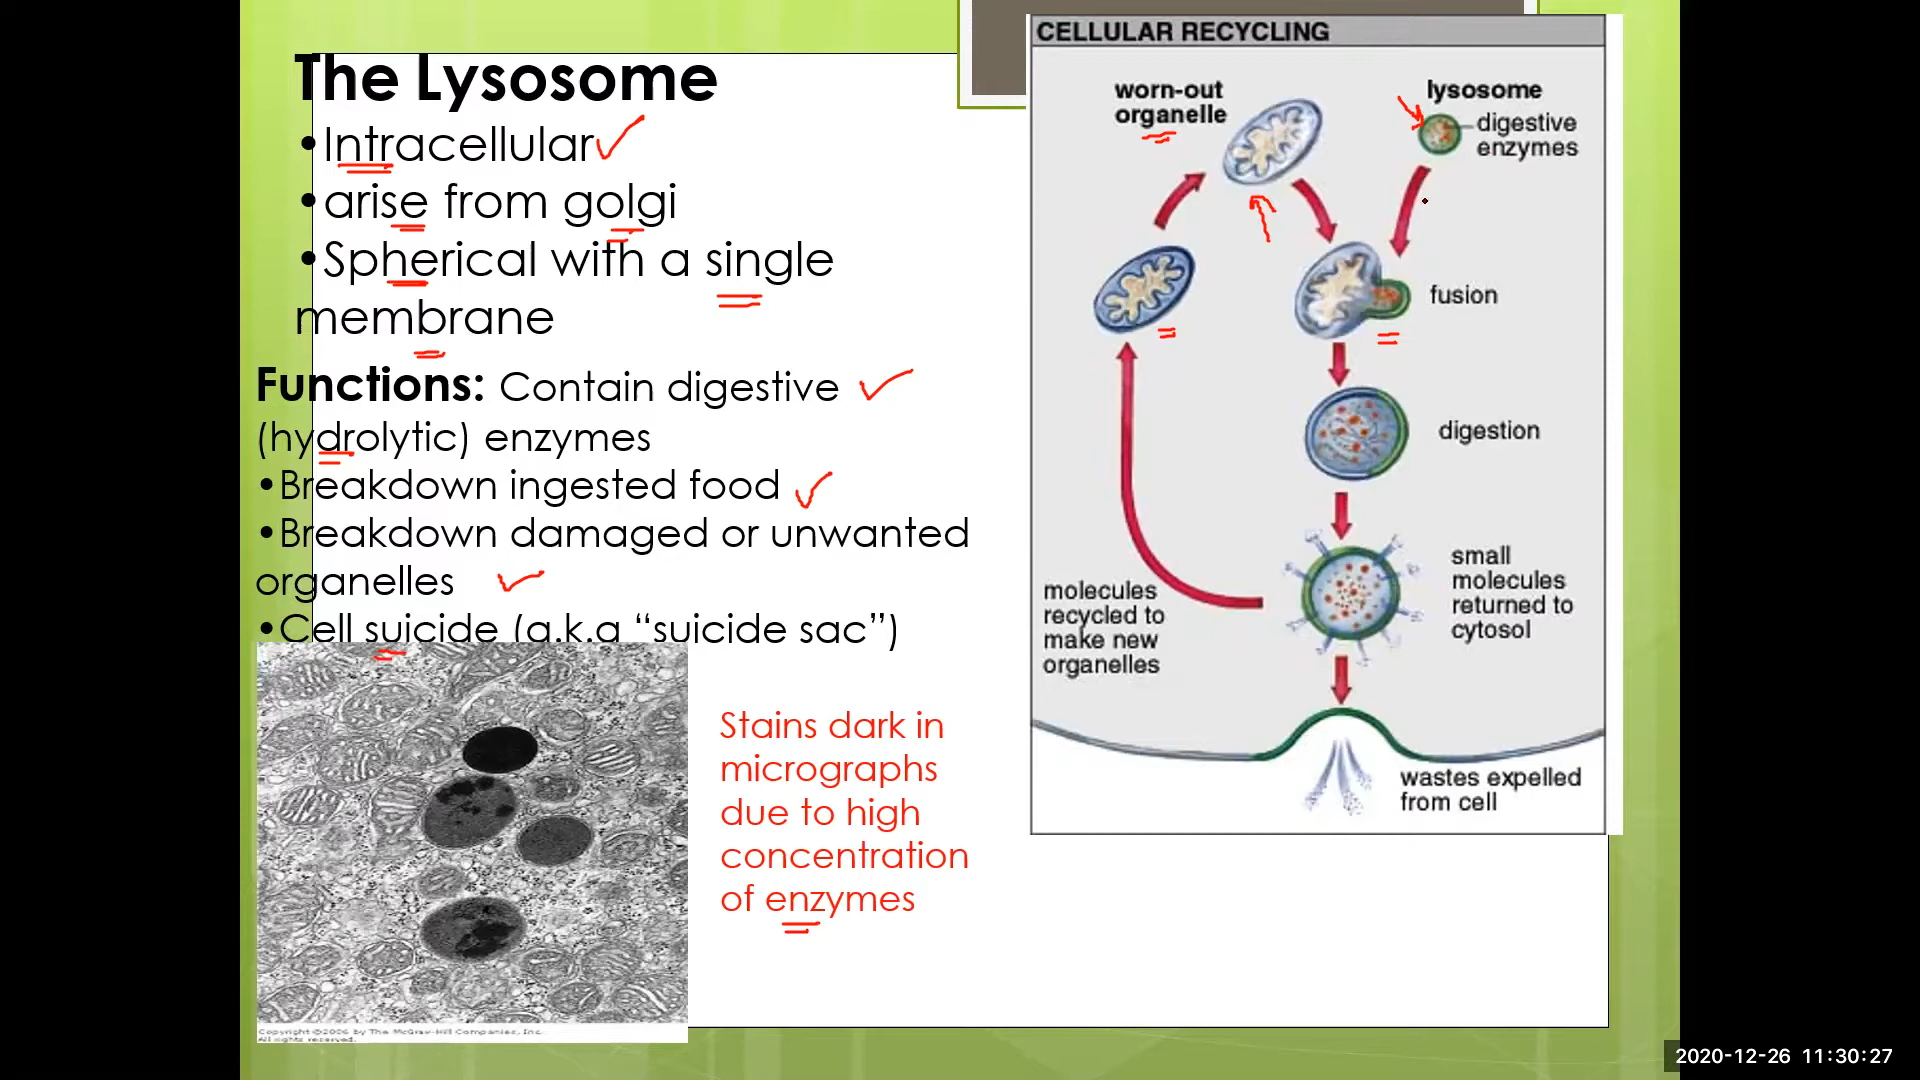 The Lysosome
•Intracellular
•arise from golgi
•Spherical with a single
membrane
Functions: Contain digestive
(hydrolytic) enzymes
•Breakdown ingested food
•Breakdown damaged or unwanted
organelles
•Cell suicide (a.k.a “suicide sac”)
Stains dark in
micrographs
due to high
concentration
of enzymes
Copyright ©2006 by The McGraw-Hill Companies, Inc.
All rights reserved.
CELLULAR RECYCLING
worn-out
organelle
lysosome
digestive
enzymes
fusion
digestion
small
molecules
returned to
cytosol
molecules
recycled to
make new
organelles
wastes expelled
from cell
2020-12-26 11:30:27